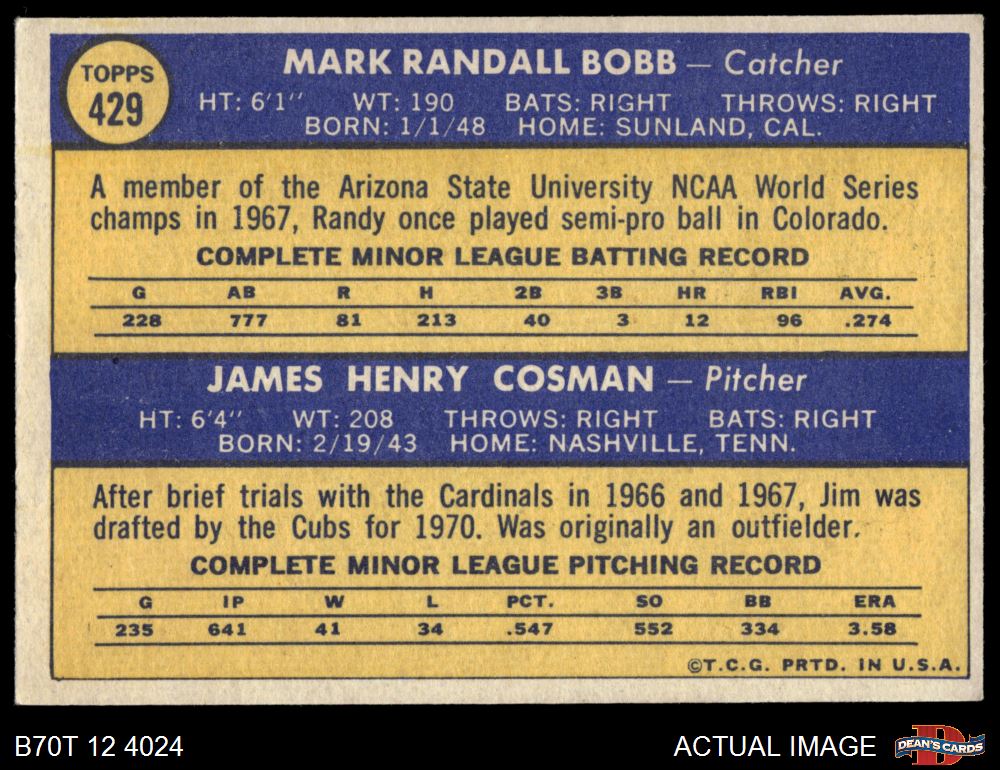 TOPPS
429
MARK RANDALL BOBB — Catcher
HT: 6'1" WT: 190 BATS: RIGHT THROWS: RIGHT
BORN: 1/1/48 HOME: SUNLAND, CAL.
A member of the Arizona State University NCAA World Series
champs in 1967, Randy once played semi-pro ball in Colorado.
COMPLETE MINOR LEAGUE BATTING RECORD
G AB R H 2B 3B HR RBI AVG.
228 777 81 213 40 3 12 96 .274
JAMES HENRY COSMAN — Pitcher
HT: 6'4" WT: 208 THROWS: RIGHT BATS: RIGHT
BORN: 2/19/43 HOME: NASHVILLE, TENN.
After brief trials with the Cardinals in 1966 and 1967, Jim was
drafted by the Cubs for 1970. Was originally an outfielder.
COMPLETE MINOR LEAGUE PITCHING RECORD
G IP W L PCT. SO BB ERA
235 641 41 34 .547 552 334 3.58
©T.C.G. PRTD. IN U.S.A.
B70T 12 4024 ACTUAL IMAGE
D
DEAN'S CARDS